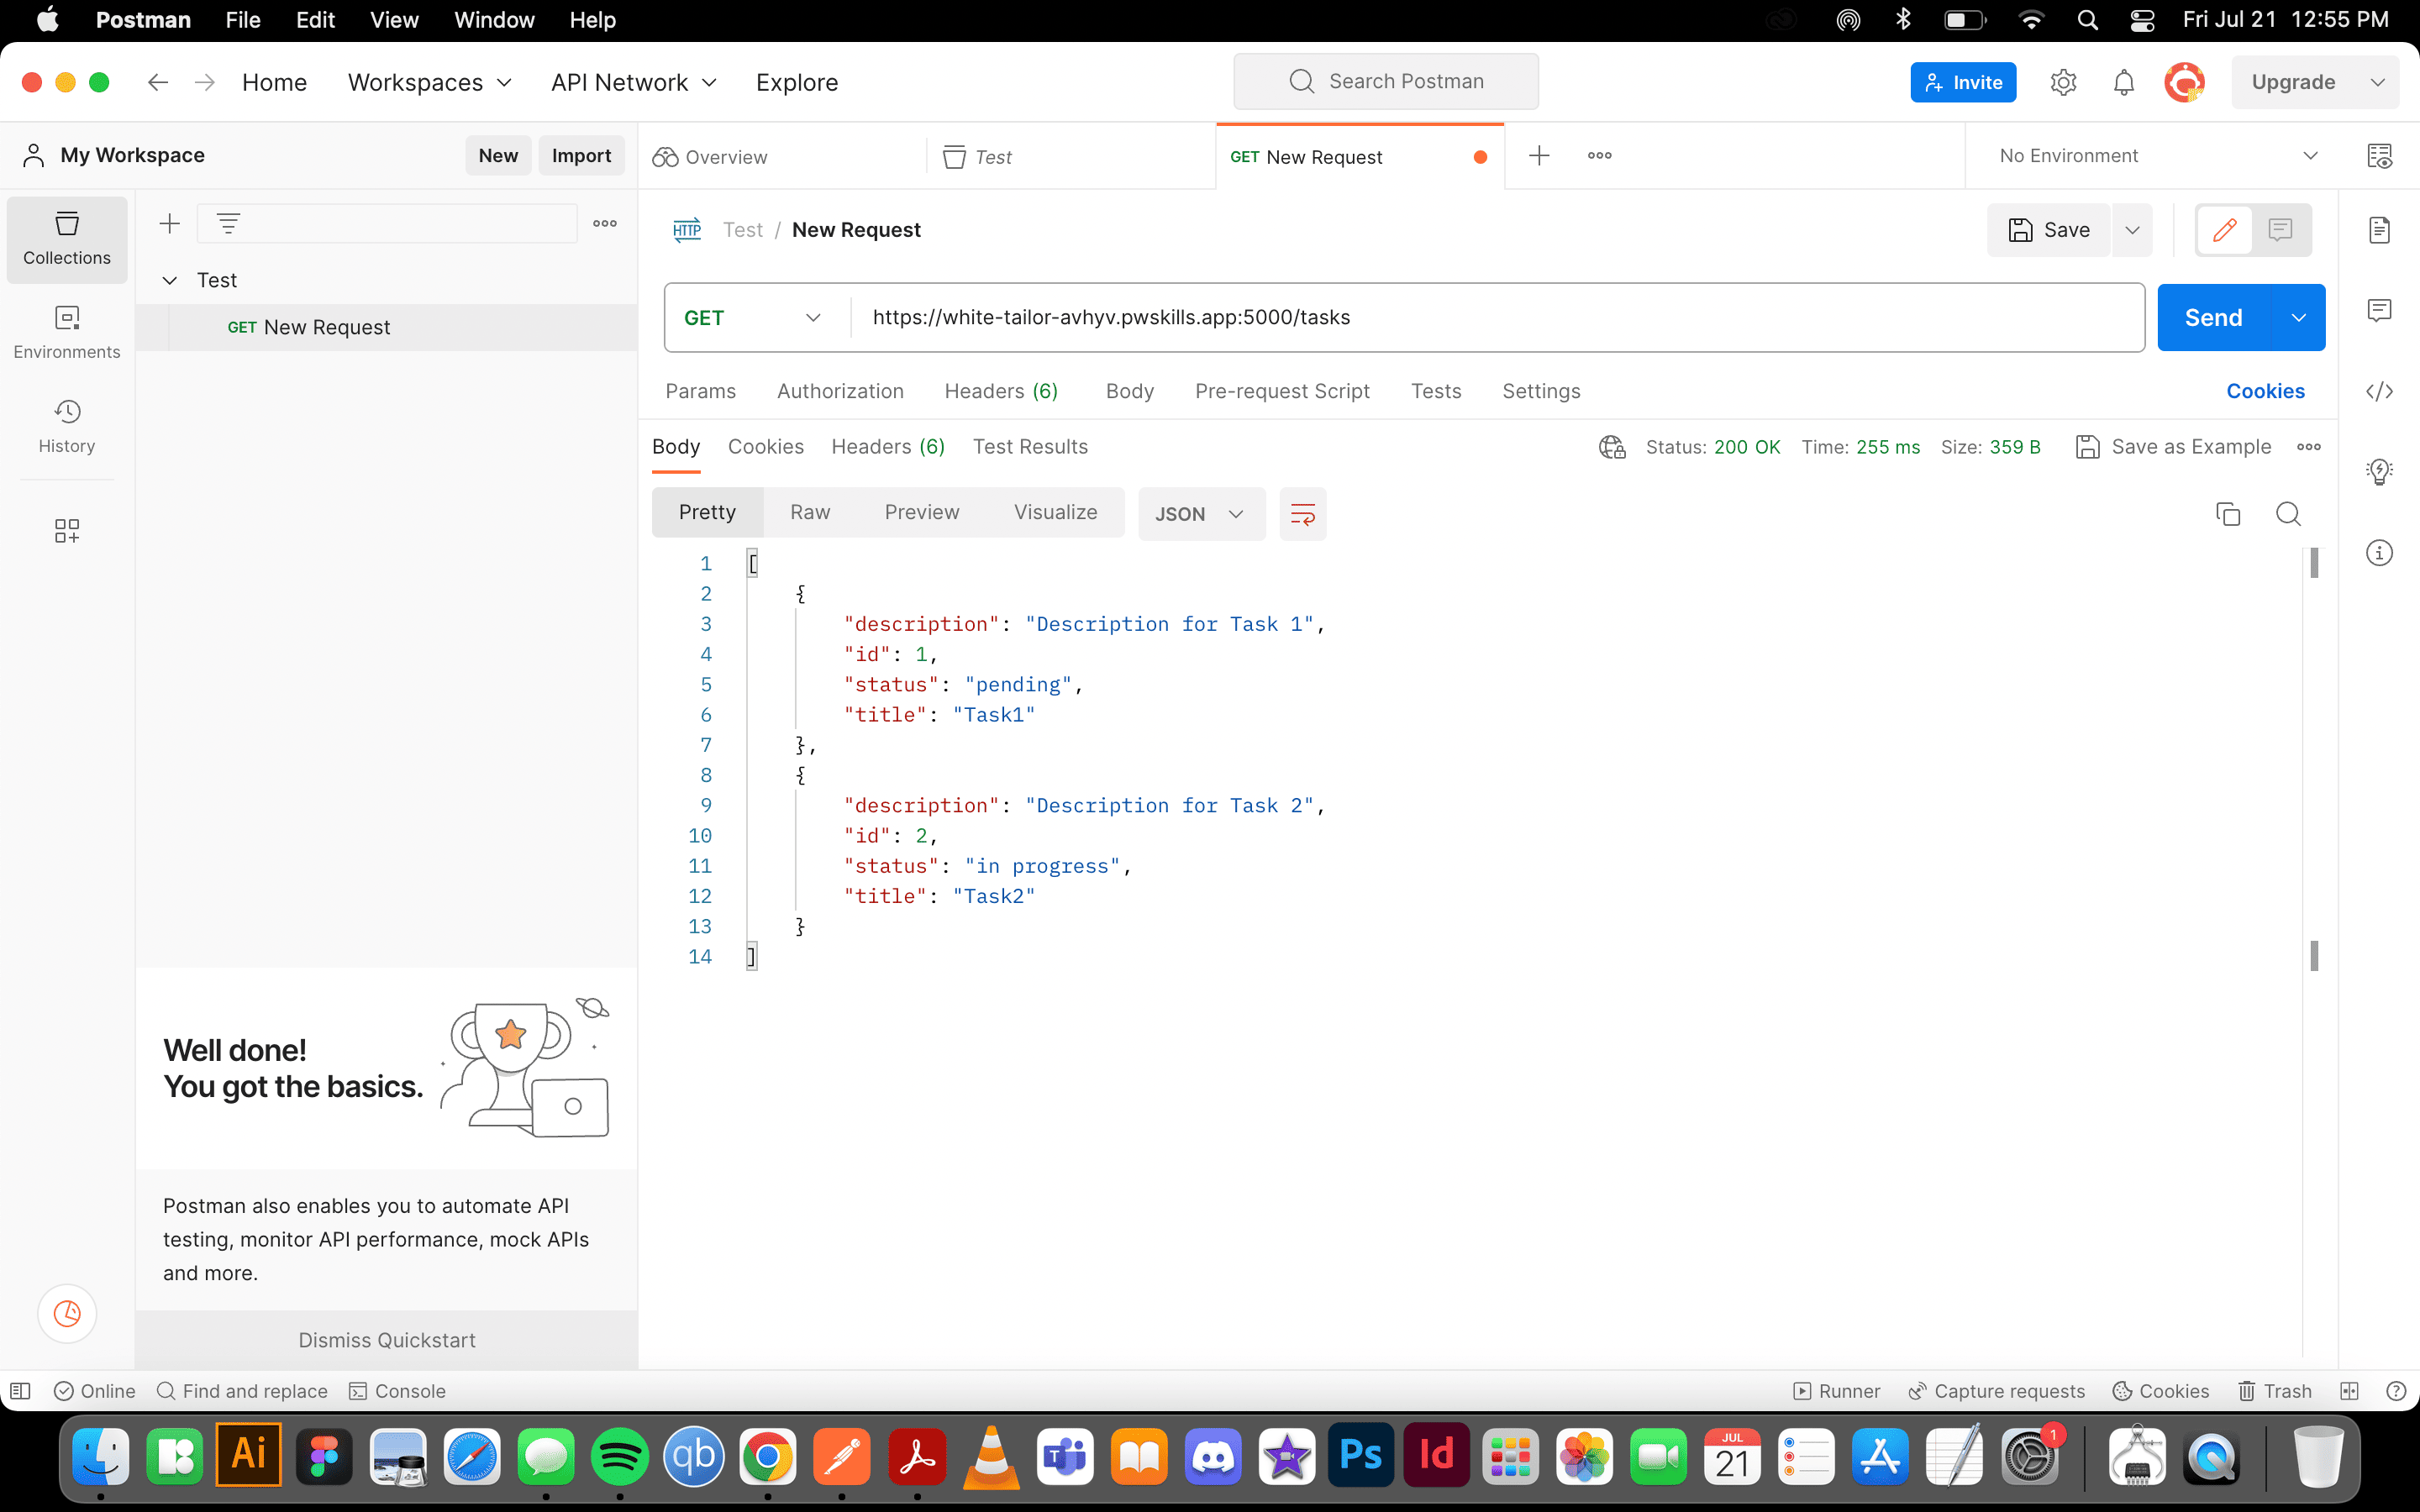 Postman File Edit View Window Help Fri Jul 21 12:55 PM
Home Workspaces API Network Explore Search Postman Invite Upgrade
My Workspace New Import Overview Test GET New Request No Environment
Collections
Test / New Request Save
Test
GET New Request
GET https://white-tailor-avhyv.pwskills.app:5000/tasks Send
Environments
Params Authorization Headers (6) Body Pre-request Script Tests Settings Cookies
History
Body Cookies Headers (6) Test Results Status: 200 OK Time: 255 ms Size: 359 B Save as Example
Pretty Raw Preview Visualize JSON
1 [
2 {
3 "description": "Description for Task 1",
4 "id": 1,
5 "status": "pending",
6 "title": "Task1"
7 },
8 {
9 "description": "Description for Task 2",
10 "id": 2,
11 "status": "in progress",
12 "title": "Task2"
13 }
14 ]
Well done!
You got the basics.
Postman also enables you to automate API
testing, monitor API performance, mock APIs
and more.
Dismiss Quickstart
Online Find and replace Console Runner Capture requests Cookies Trash
Ai qb Ps Id JUL 21 1